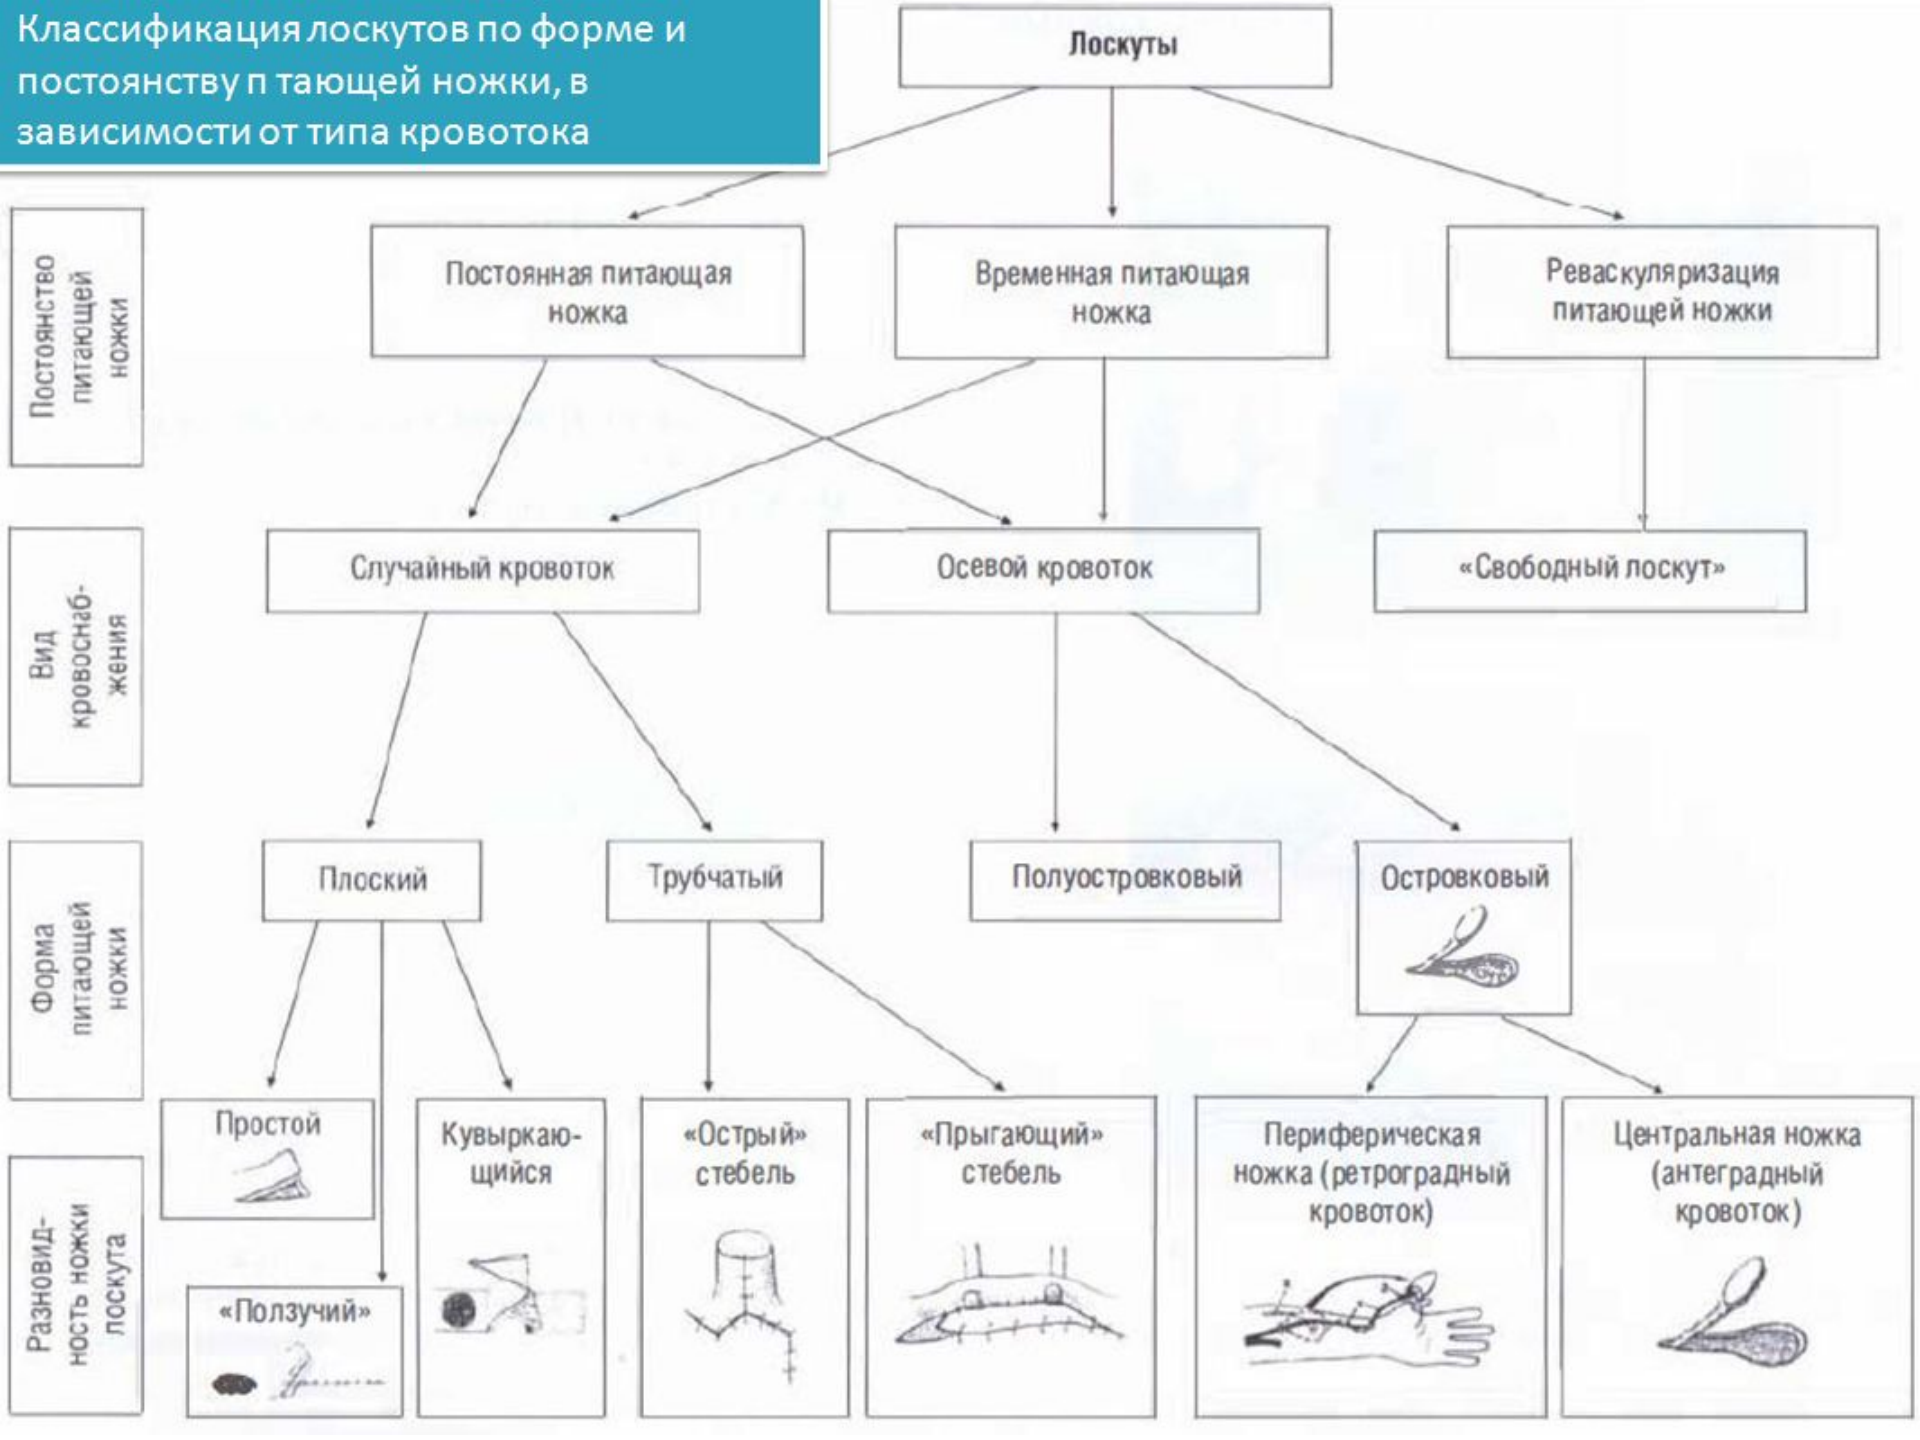 Классификация лоскутов по форме и
постоянству п тающей ножки, в
зависимости от типа кровотока
Лоскуты
Постоянство
питающей
ножки
Постоянная питающая
ножка
Временная питающая
ножка
Реваскуляризация
питающей ножки
Вид
кровоснаб-
жения
Случайный кровоток
Осевой кровоток
«Свободный лоскут»
Форма
питающей
ножки
Плоский
Трубчатый
Полуостровковый
Островковый
Разновид-
ность ножки
лоскута
Простой
«Ползучий»
Кувыркаю-
щийся
«Острый»
стебель
«Прыгающий»
стебель
Периферическая
ножка (ретроградный
кровоток)
Центральная ножка
(антеградный
кровоток)